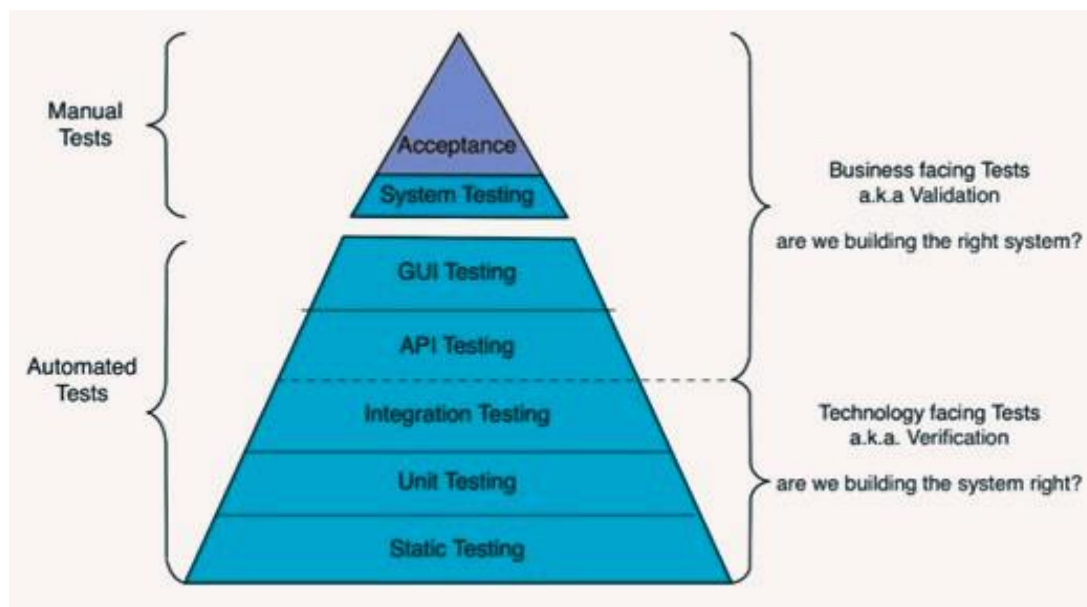 Manual
Tests
Acceptance
System Testing
Business facing Tests
a.k.a Validation
are we building the right system?
GUI Testing
API Testing
Automated
Tests
Integration Testing
Technology facing Tests
a.k.a. Verification
are we building the system right?
Unit Testing
Static Testing